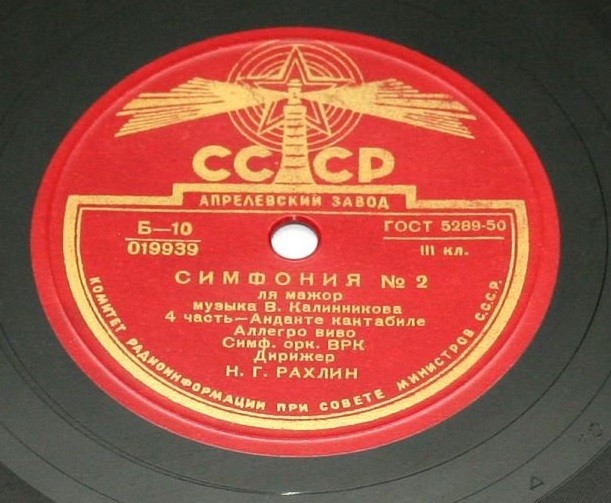 СССР
АПРЕЛЕВСКИЙ ЗАВОД
Б—10
019939
ГОСТ 5289-50
III кл.
СИМФОНИЯ № 2
ля мажор
музыка В. Калинникова
4 часть—Анданте кантабиле
Аллегро виво
Симф. орк. ВРК
Дирижер
Н. Г. РАХЛИН
КОМИТЕТ РАДИОИНФОРМАЦИИ ПРИ СОВЕТЕ МИНИСТРОВ С.С.С.Р.